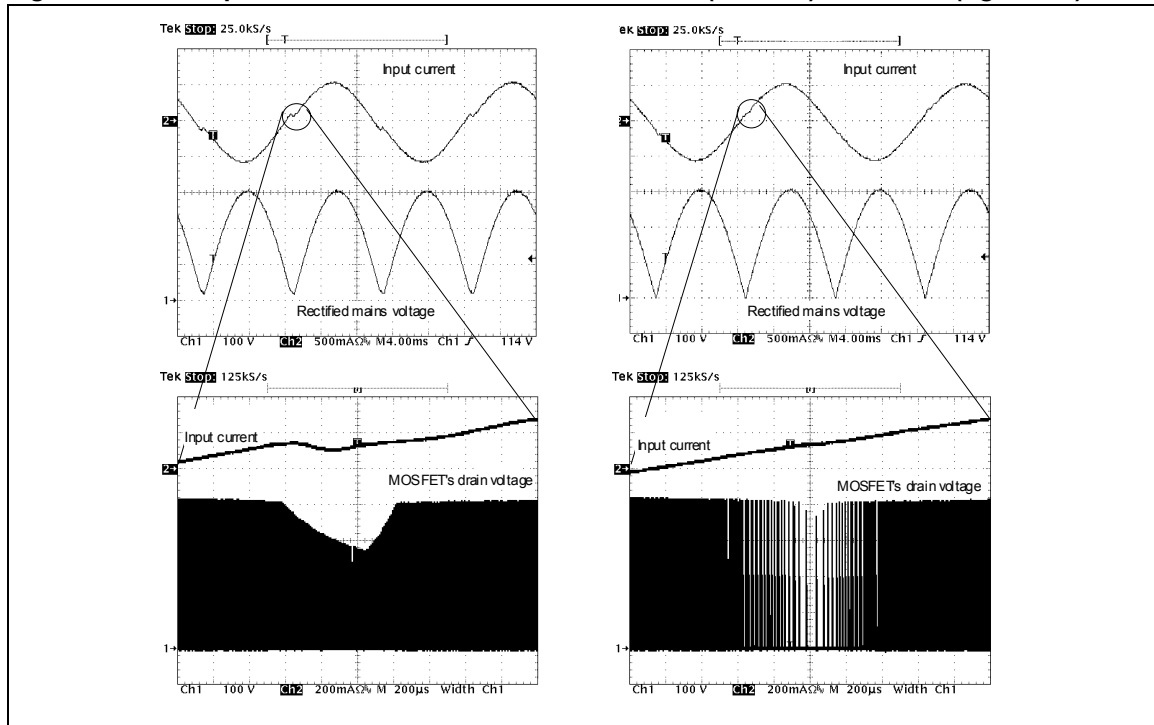 Tek Stop: 25.0kS/s
[ T ]
Input current
2→
T
T
Rectified mains voltage
1→
Ch1 100 V Ch2 500mAΩ∿ M4.00ms Ch1 ƒ 114 V
ek Stop: 25.0kS/s
[ T ]
Input current
2→
T
T
Rectified mains voltage
1→
Ch1 100 V Ch2 500mAΩ∿ M4.00ms Ch1 ƒ 114 V
Tek Stop: 125kS/s
Input current
T
2→
MOSFET's drain voltage
1→
Ch1 100 V Ch2 200mAΩ∿ M 200µs Width Ch1
Tek Stop: 125kS/s
Input current
T
2→
MOSFET's drain voltage
1→
Ch1 100 V Ch2 200mAΩ∿ M 200µs Width Ch1